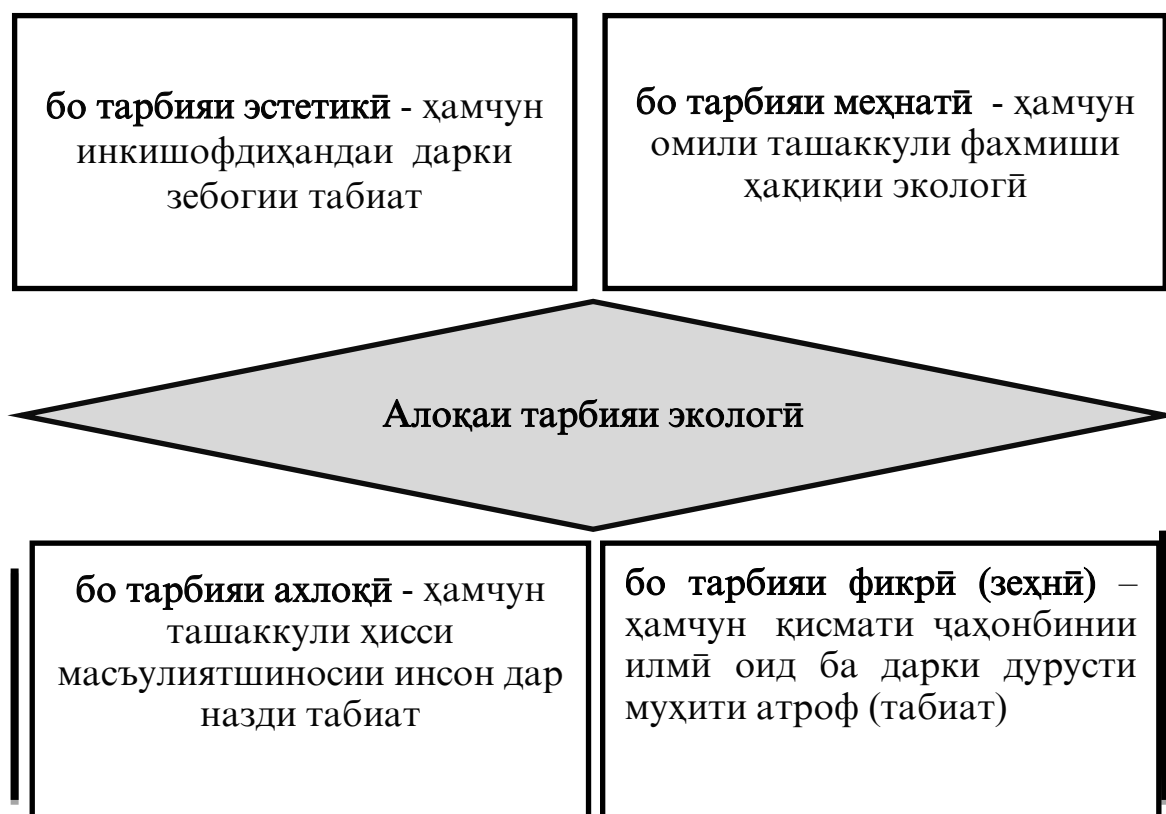 бо тарбияи эстетикӣ - ҳамчун
инкишофдиҳандаи дарки
зебогии табиат
бо тарбияи меҳнатӣ - ҳамчун
омили ташаккули фахмиши
ҳақиқии экологӣ
Алоқаи тарбияи экологӣ
бо тарбияи ахлоқӣ - ҳамчун
ташаккули ҳисси
масъулиятшиносии инсон дар
назди табиат
бо тарбияи фикрӣ (зеҳнӣ) –
ҳамчун қисмати ҷаҳонбинии
илмӣ оид ба дарки дурусти
муҳити атроф (табиат)